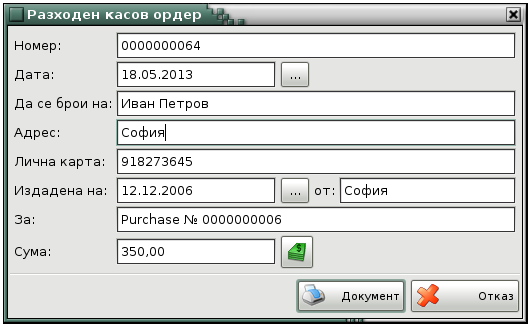 Разходен касов ордер
Номер: 0000000064
Дата: 18.05.2013 ...
Да се брои на: Иван Петров
Адрес: София
Лична карта: 918273645
Издадена на: 12.12.2006 ... от: София
За: Purchase № 0000000006
Сума: 350,00
Документ Отказ